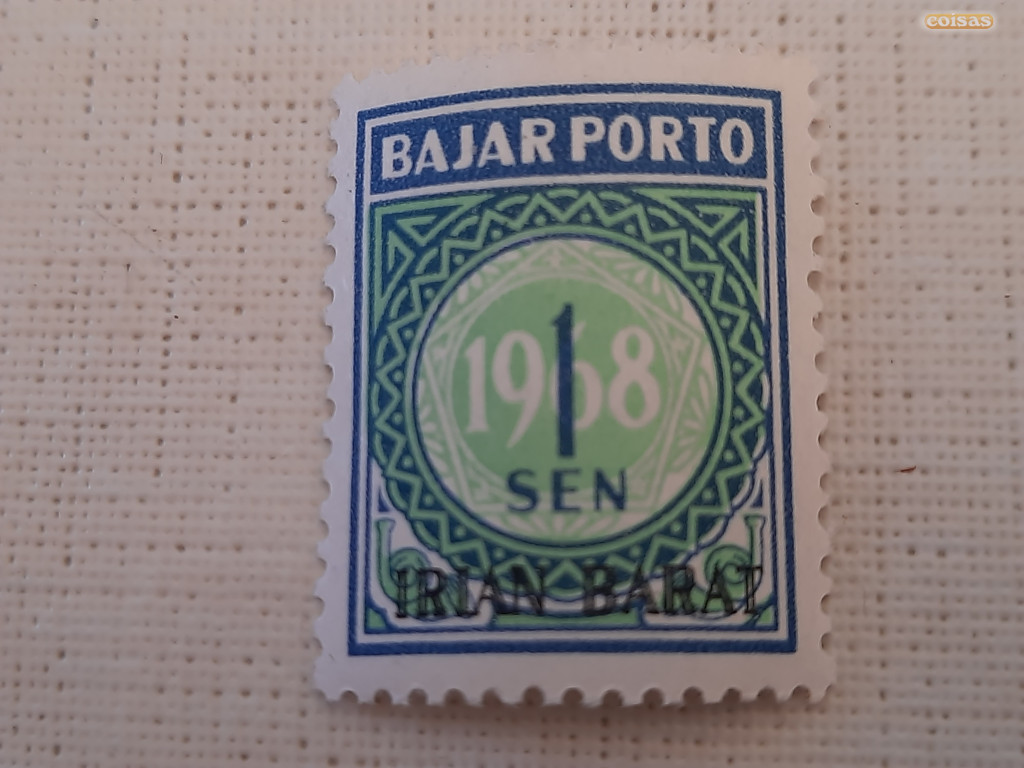 coisas
BAJAR PORTO
1968
1
SEN
IRIAN BARAT